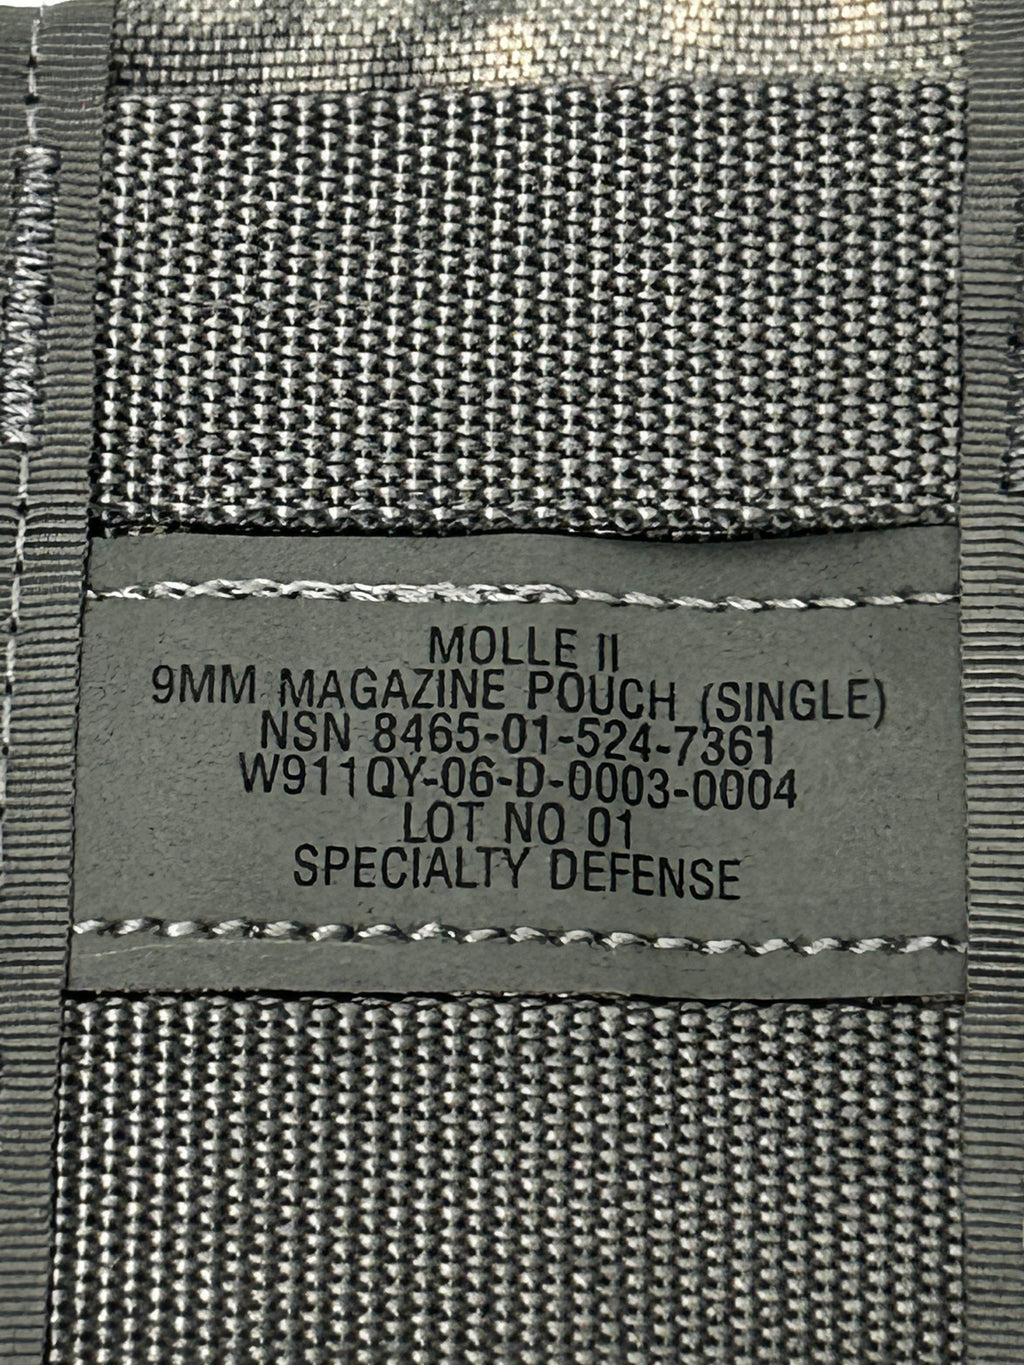 MOLLE II
9MM MAGAZINE POUCH (SINGLE)
NSN 8465-01-524-7361
W911QY-06-D-0003-0004
LOT NO 01
SPECIALTY DEFENSE